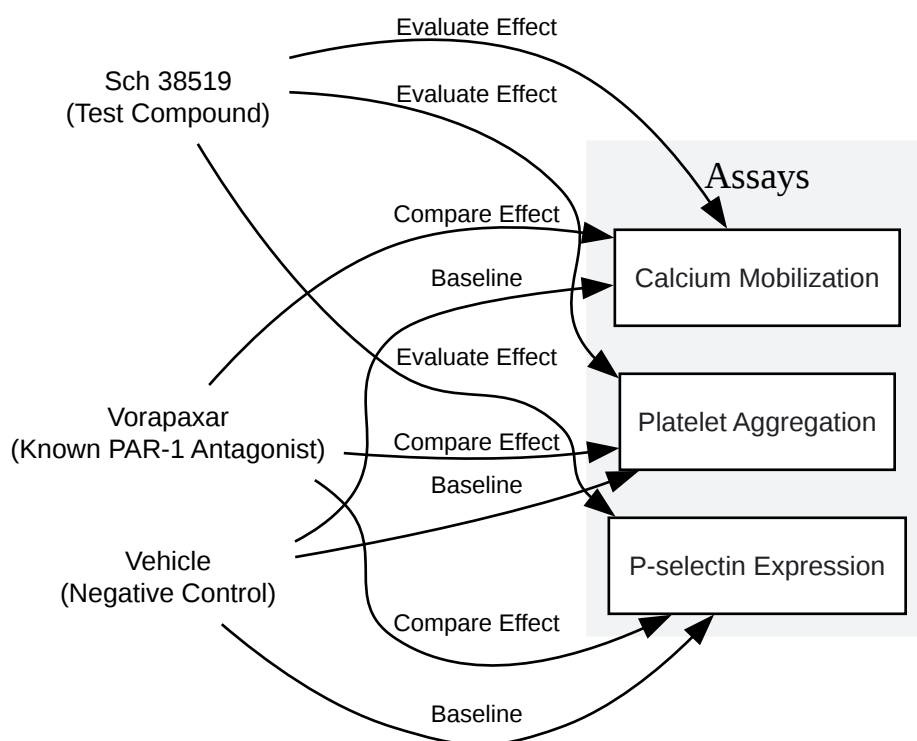 Evaluate Effect
Sch 38519
(Test Compound)
Evaluate Effect
Assays
Compare Effect
Calcium Mobilization
Baseline
Evaluate Effect
Vorapaxar
(Known PAR-1 Antagonist)
Platelet Aggregation
Compare Effect
Baseline
Vehicle
(Negative Control)
P-selectin Expression
Compare Effect
Baseline